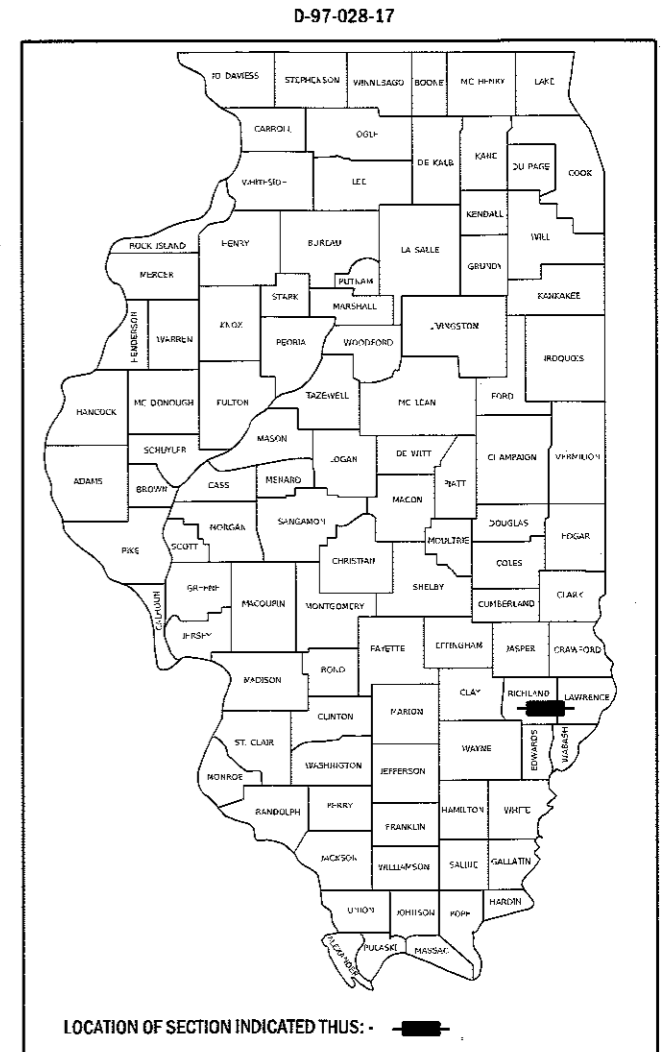 D-97-028-17
JO DAVIESS STEPHENSON WINNEBAGO BOONE MC HENRY LAKE
CARROLL OGLE DE KALB KANE DU PAGE COOK
WHITESIDE LEE
KENDALL WILL
ROCK ISLAND HENRY BUREAU LA SALLE GRUNDY
MERCER PUTNAM KANKAKEE
STARK MARSHALL
HENDERSON WARREN KNOX PEORIA WOODFORD LIVINGSTON IROQUOIS
HANCOCK MC DONOUGH FULTON TAZEWELL MC LEAN FORD
MASON
SCHUYLER LOGAN DE WITT CHAMPAIGN VERMILION
ADAMS BROWN CASS MENARD PIATT
MACON
MORGAN SANGAMON DOUGLAS
PIKE SCOTT CHRISTIAN MOULTRIE EDGAR
COLES
GREENE SHELBY CLARK
CALHOUN MACOUPIN MONTGOMERY CUMBERLAND
JERSEY
FAYETTE EFFINGHAM JASPER CRAWFORD
MADISON BOND
CLAY RICHLAND LAWRENCE
CLINTON MARION
ST. CLAIR WAYNE EDWARDS WABASH
WASHINGTON JEFFERSON
MONROE
RANDOLPH PERRY HAMILTON WHITE
FRANKLIN
JACKSON WILLIAMSON SALINE GALLATIN
UNION JOHNSON POPE HARDIN
ALEXANDER PULASKI MASSAC
LOCATION OF SECTION INDICATED THUS: -